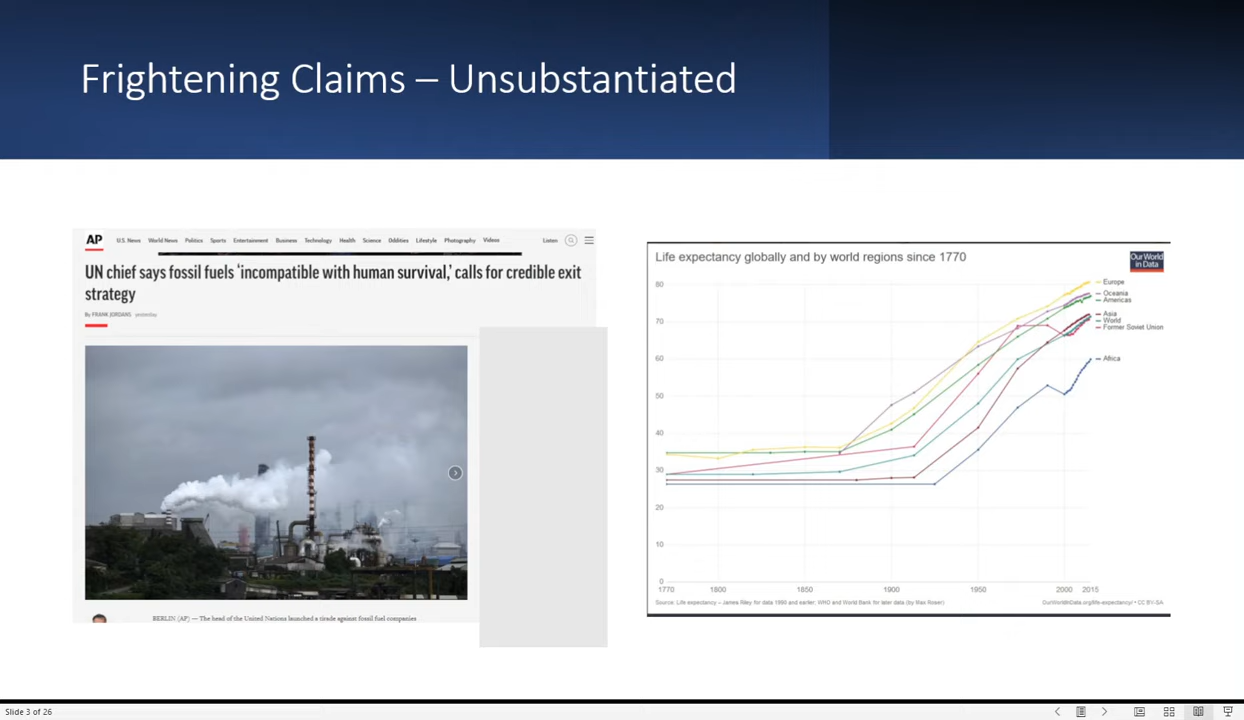 Frightening Claims – Unsubstantiated
AP
U.S. News World News Politics Sports Entertainment Business Technology Health Science Oddities Lifestyle Photography Videos
Listen
UN chief says fossil fuels 'incompatible with human survival,' calls for credible exit
strategy
By FRANK JORDANS yesterday
BERLIN (AP) — The head of the United Nations launched a tirade against fossil fuel companies
Life expectancy globally and by world regions since 1770
Our World
in Data
80
70
60
50
40
30
20
10
0
Europe
Oceania
Americas
Asia
World
Former Soviet Union
Africa
1770 1800 1850 1900 1950 2000 2015
Source: Life expectancy – James Riley for data 1990 and earlier; WHO and World Bank for later data (by Max Roser)
OurWorldInData.org/life-expectancy/ • CC BY-SA
Slide 3 of 26